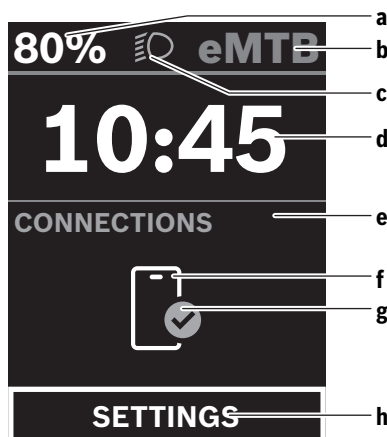 80% eMTB a
b
c
10:45 d
CONNECTIONS e
f
g
SETTINGS h